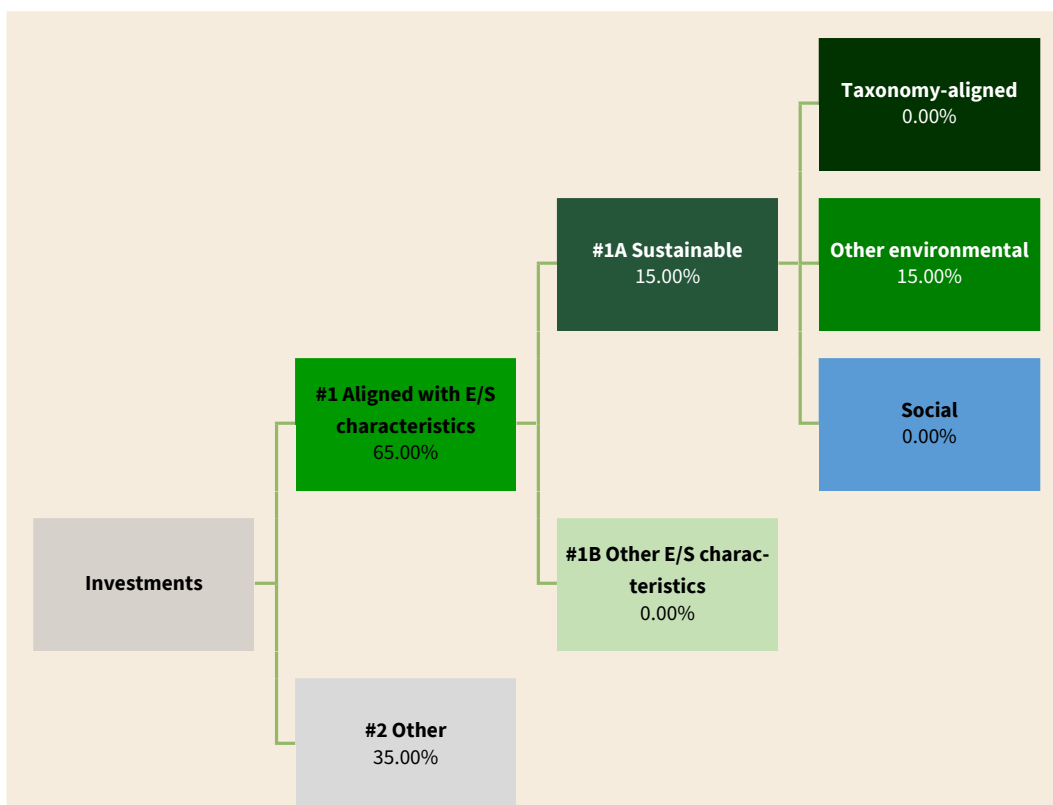 Taxonomy-aligned
0.00%
#1A Sustainable
15.00%
Other environmental
15.00%
#1 Aligned with E/S
characteristics
65.00%
Social
0.00%
Investments
#1B Other E/S charac-
teristics
0.00%
#2 Other
35.00%